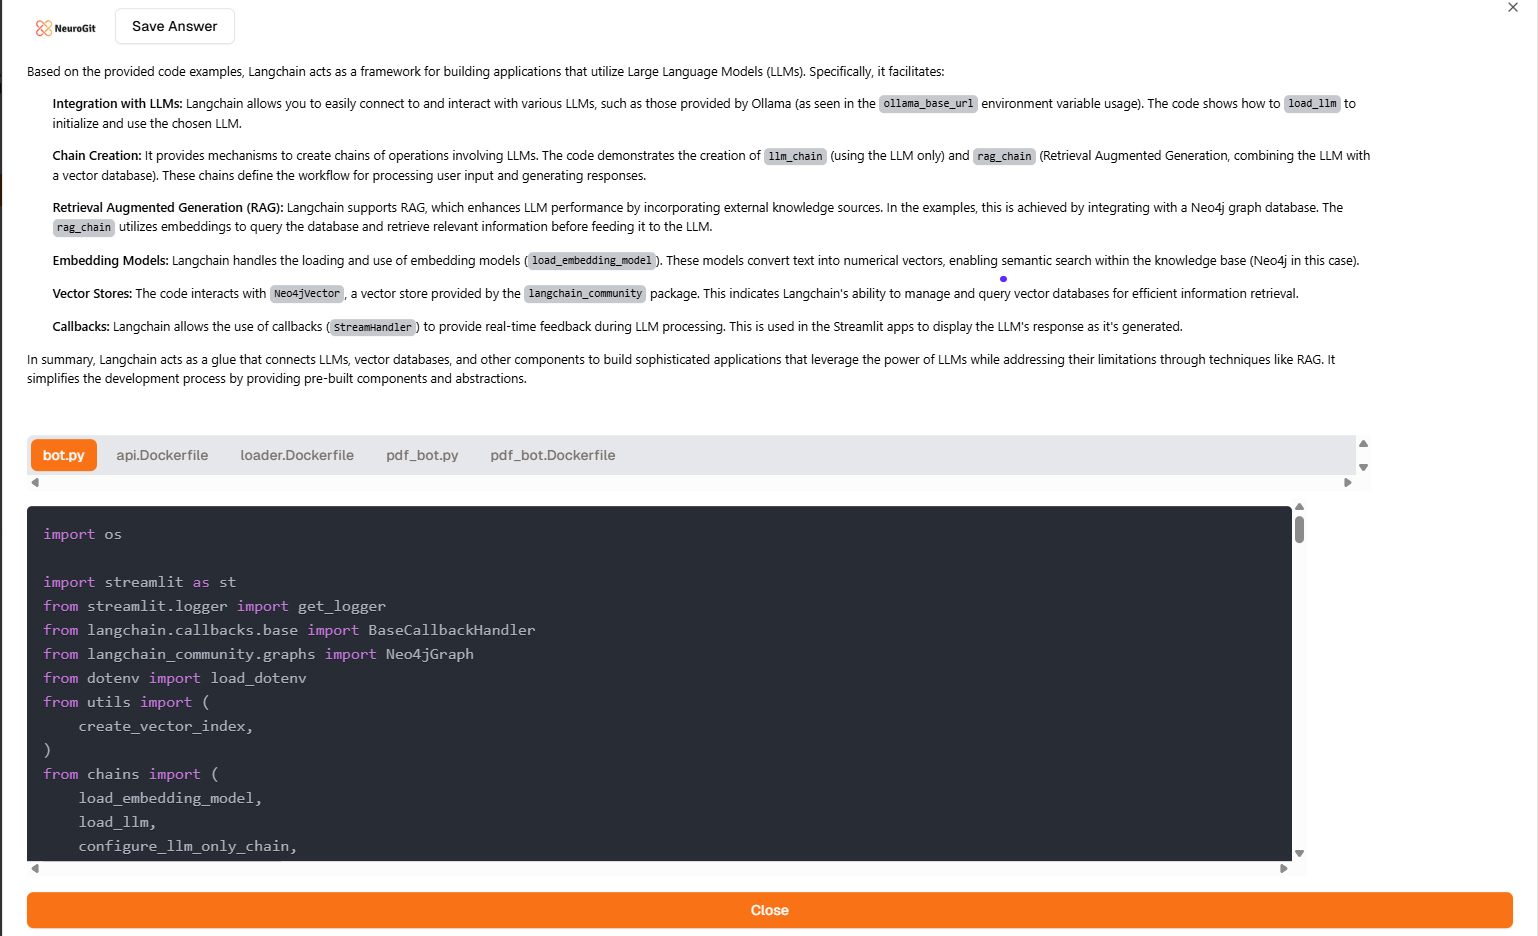 NeuroGit
Save Answer
Based on the provided code examples, Langchain acts as a framework for building applications that utilize Large Language Models (LLMs). Specifically, it facilitates:
Integration with LLMs: Langchain allows you to easily connect to and interact with various LLMs, such as those provided by Ollama (as seen in the ollama_base_url environment variable usage). The code shows how to load_llm to
initialize and use the chosen LLM.
Chain Creation: It provides mechanisms to create chains of operations involving LLMs. The code demonstrates the creation of llm_chain (using the LLM only) and rag_chain (Retrieval Augmented Generation, combining the LLM with
a vector database). These chains define the workflow for processing user input and generating responses.
Retrieval Augmented Generation (RAG): Langchain supports RAG, which enhances LLM performance by incorporating external knowledge sources. In the examples, this is achieved by integrating with a Neo4j graph database. The
rag_chain utilizes embeddings to query the database and retrieve relevant information before feeding it to the LLM.
Embedding Models: Langchain handles the loading and use of embedding models (load_embedding_model). These models convert text into numerical vectors, enabling semantic search within the knowledge base (Neo4j in this case).
Vector Stores: The code interacts with Neo4jVector, a vector store provided by the langchain_community package. This indicates Langchain's ability to manage and query vector databases for efficient information retrieval.
Callbacks: Langchain allows the use of callbacks (StreamHandler) to provide real-time feedback during LLM processing. This is used in the Streamlit apps to display the LLM's response as it's generated.
In summary, Langchain acts as a glue that connects LLMs, vector databases, and other components to build sophisticated applications that leverage the power of LLMs while addressing their limitations through techniques like RAG. It
simplifies the development process by providing pre-built components and abstractions.
bot.py api.Dockerfile loader.Dockerfile pdf_bot.py pdf_bot.Dockerfile
import os
import streamlit as st
from streamlit.logger import get_logger
from langchain.callbacks.base import BaseCallbackHandler
from langchain_community.graphs import Neo4jGraph
from dotenv import load_dotenv
from utils import (
    create_vector_index,
)
from chains import (
    load_embedding_model,
    load_llm,
    configure_llm_only_chain,
Close